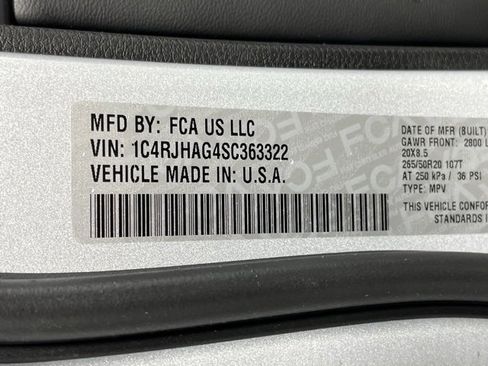 MFD BY: FCA US LLC
VIN: 1C4RJHAG4SC363322
VEHICLE MADE IN: U.S.A.
DATE OF MFR (BUILT)
GAWR FRONT: 2800 L
20X8.5
265/50R20 107T
AT 250 kPa / 36 PSI
TYPE: MPV
THIS VEHICLE CONFOR
STANDARDS I